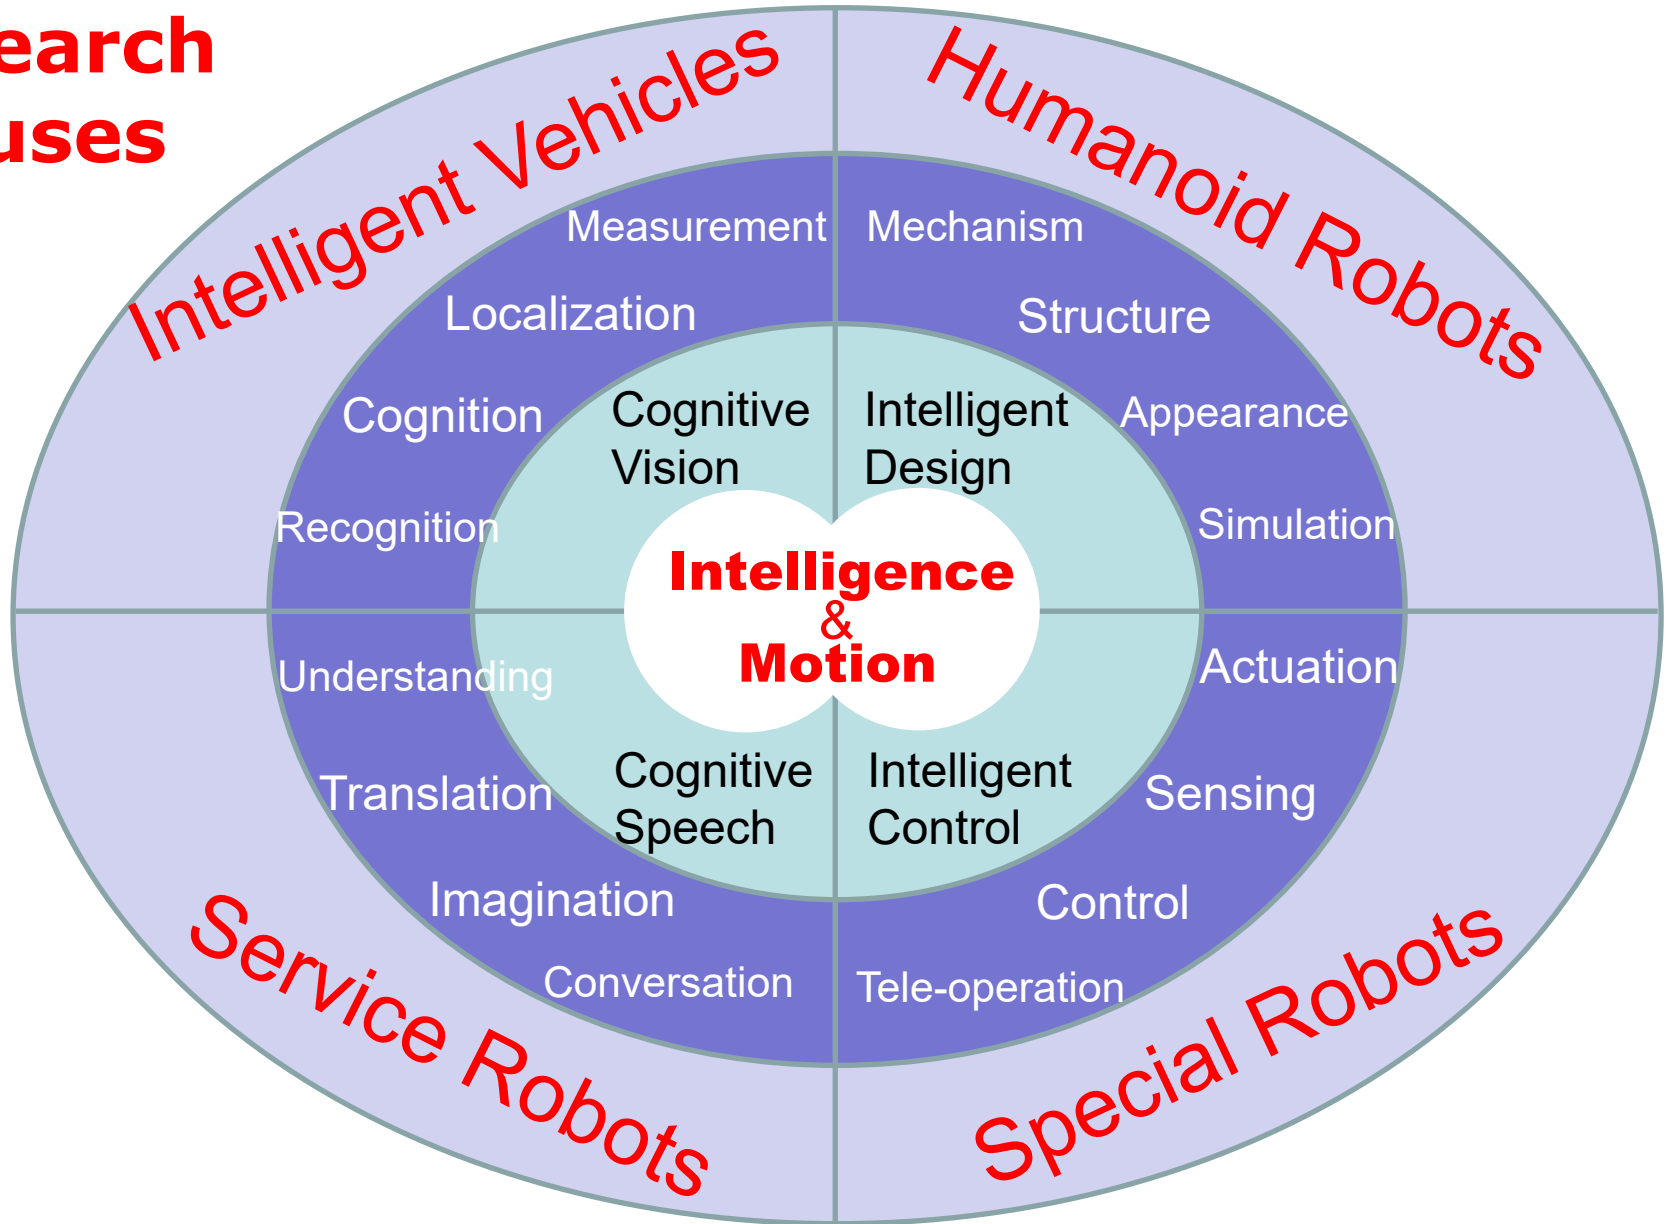 earch
uses
Intelligent Vehicles
Humanoid Robots
Measurement
Mechanism
Localization
Structure
Cognition
Cognitive
Vision
Intelligent
Design
Appearance
Recognition
Simulation
Intelligence
&
Motion
Understanding
Actuation
Translation
Cognitive
Speech
Intelligent
Control
Sensing
Imagination
Control
Conversation
Tele-operation
Service Robots
Special Robots